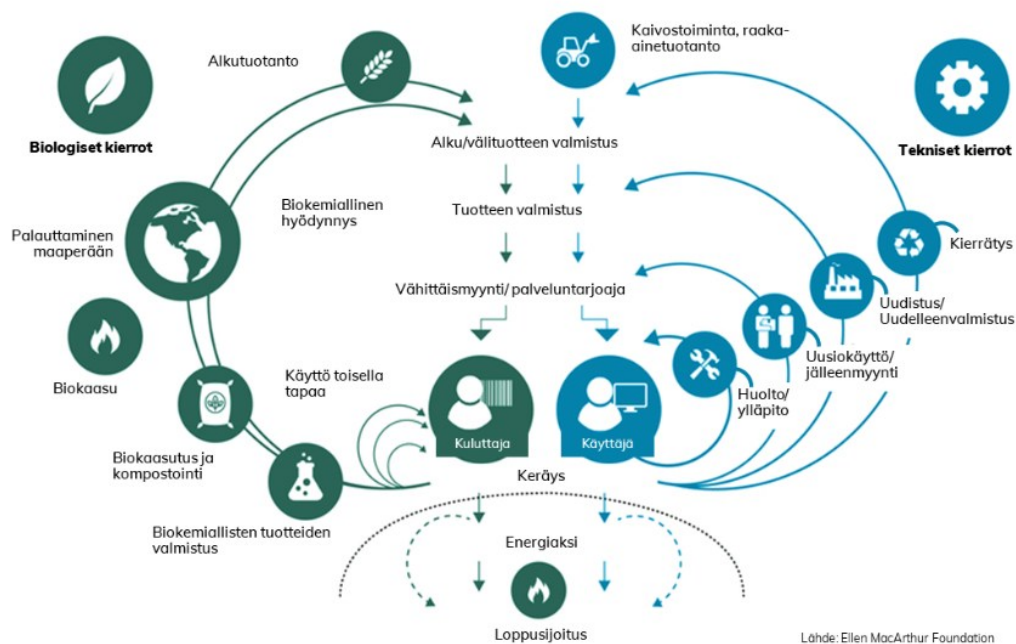 Kaivostoiminta, raaka-
ainetuotanto
Alkutuotanto
Biologiset kierrot
Tekniset kierrot
Alku/välituotteen valmistus
Biokemiallinen
hyödynnys
Tuotteen valmistus
Palauttaminen
maaperään
Kierrätys
Vähittäismyynti/ palveluntarjoaja
Uudistus/
Uudelleenvalmistus
Uusiokäyttö/
jälleenmyynti
Biokaasu
Käyttö toisella
tapaa
Huolto/
ylläpito
Kuluttaja
Käyttäjä
Biokaasutus ja
kompostointi
Keräys
Biokemiallisten tuotteiden
valmistus
Energiaksi
Loppusijoitus
Lähde: Ellen MacArthur Foundation